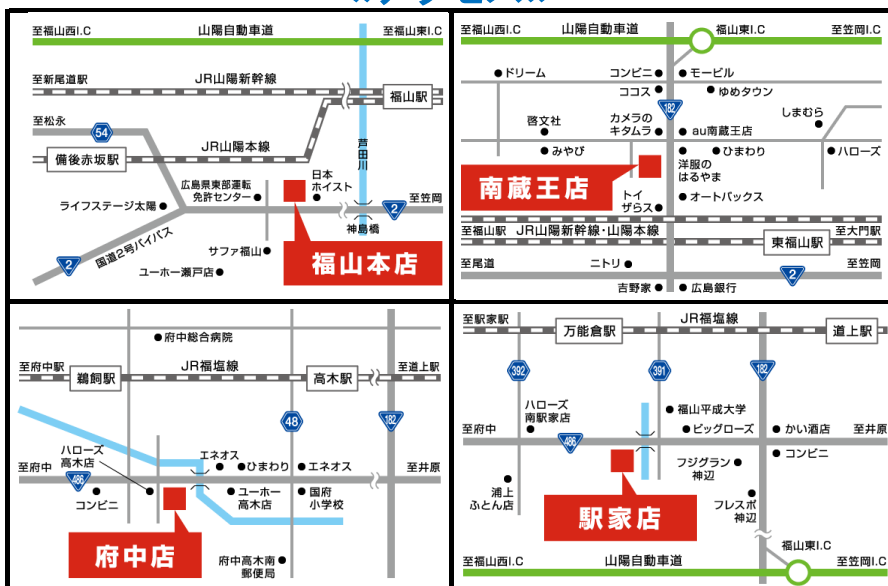 至福山西I.C
山陽自動車道
至福山東I.C
至新尾道駅
JR山陽新幹線
福山駅
至松永
54
JR山陽本線
芦田川
備後赤坂駅
広島県東部運転
免許センター
日本
ホイスト
至笠岡
ライフステージ太陽
2
神島橋
国道2号バイパス
サファ福山
2
ユーホー瀬戸店
福山本店
至福山西I.C
山陽自動車道
福山東I.C
至笠岡I.C
ドリーム
コンビニ
モービル
ココス
ゆめタウン
182
しまむら
啓文社
カメラの
キタムラ
au南蔵王店
みやび
ひまわり
ハローズ
洋服の
はるやま
南蔵王店
トイ
ザらス
オートバックス
至福山駅
JR山陽新幹線・山陽本線
至大門駅
東福山駅
至尾道
ニトリ
至笠岡
2
吉野家
広島銀行
府中総合病院
至府中駅
JR福塩線
至道上駅
鵜飼駅
高木駅
48
182
ハローズ
高木店
エネオス
至府中
ひまわり
エネオス
至井原
486
コンビニ
ユーホー
高木店
国府
小学校
府中店
府中高木南
郵便局
至駅家駅
JR福塩線
万能倉駅
道上駅
392
391
182
ハローズ
南駅家店
福山平成大学
至府中
ビッグローズ
かい酒店
至井原
486
コンビニ
フジグラン
神辺
浦上
ふとん店
フレスポ
神辺
駅家店
福山東I.C
至福山西I.C
山陽自動車道
至笠岡I.C